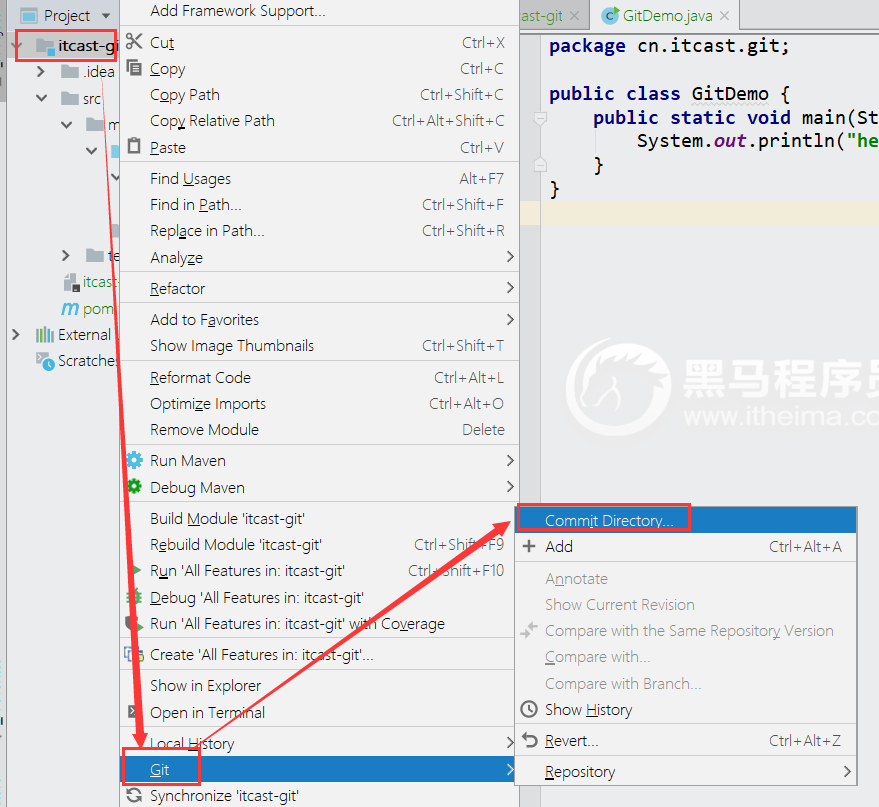 Project
itcast-gi
.idea
src
m
te
itcast-
pom
External
Scratches
Add Framework Support...
Cut Ctrl+X
Copy Ctrl+C
Copy Path Ctrl+Shift+C
Copy Relative Path Ctrl+Alt+Shift+C
Paste Ctrl+V
Find Usages Alt+F7
Find in Path... Ctrl+Shift+F
Replace in Path... Ctrl+Shift+R
Analyze
Refactor
Add to Favorites
Show Image Thumbnails Ctrl+Shift+T
Reformat Code Ctrl+Alt+L
Optimize Imports Ctrl+Alt+O
Remove Module Delete
Run Maven
Debug Maven
Build Module 'itcast-git'
Rebuild Module 'itcast-git' Ctrl+Shift+F9
Run 'All Features in: itcast-git' Ctrl+Shift+F10
Debug 'All Features in: itcast-git'
Run 'All Features in: itcast-git' with Coverage
Create 'All Features in: itcast-git'...
Show in Explorer
Open in Terminal
Local History
Git
Synchronize 'itcast-git'
Commit Directory...
Add Ctrl+Alt+A
Annotate
Show Current Revision
Compare with the Same Repository Version
Compare with...
Compare with Branch...
Show History
Revert... Ctrl+Alt+Z
Repository
ast-git
GitDemo.java
package cn.itcast.git;
public class GitDemo {
public static void main(St
System.out.println("he
}
}
黑马程序员
www.itheima.co